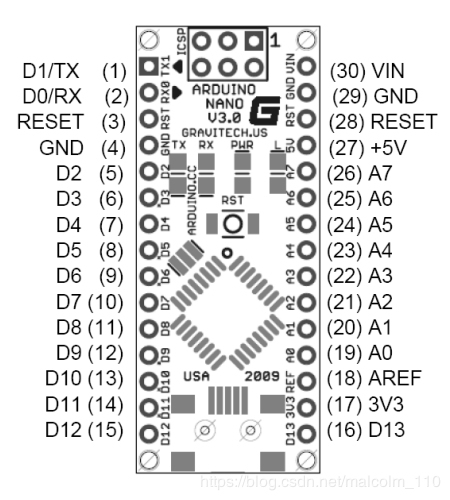 ICSP
1
D1/TX (1) TX1 VIN (30) VIN
D0/RX (2) RX0 ARDUINO GND (29) GND
RESET (3) RST NANO RST (28) RESET
V3.0 G
GRAVITECH.US
GND (4) GND 5V (27) +5V
TX RX PWR L
D2 (5) D2 A7 (26) A7
D3 (6) D3 A6 (25) A6
ARDUINO.CC
RST
D4 (7) D4 A5 (24) A5
D5 (8) D5 A4 (23) A4
D6 (9) D6 A3 (22) A3
D7 (10) D7 A2 (21) A2
D8 (11) D8 A1 (20) A1
D9 (12) D9 A0 (19) A0
USA 2009
D10 (13) D10 REF (18) AREF
D11 (14) D11 3V3 (17) 3V3
D12 (15) D12 D13 (16) D13
https://blog.csdn.net/malcolm_110